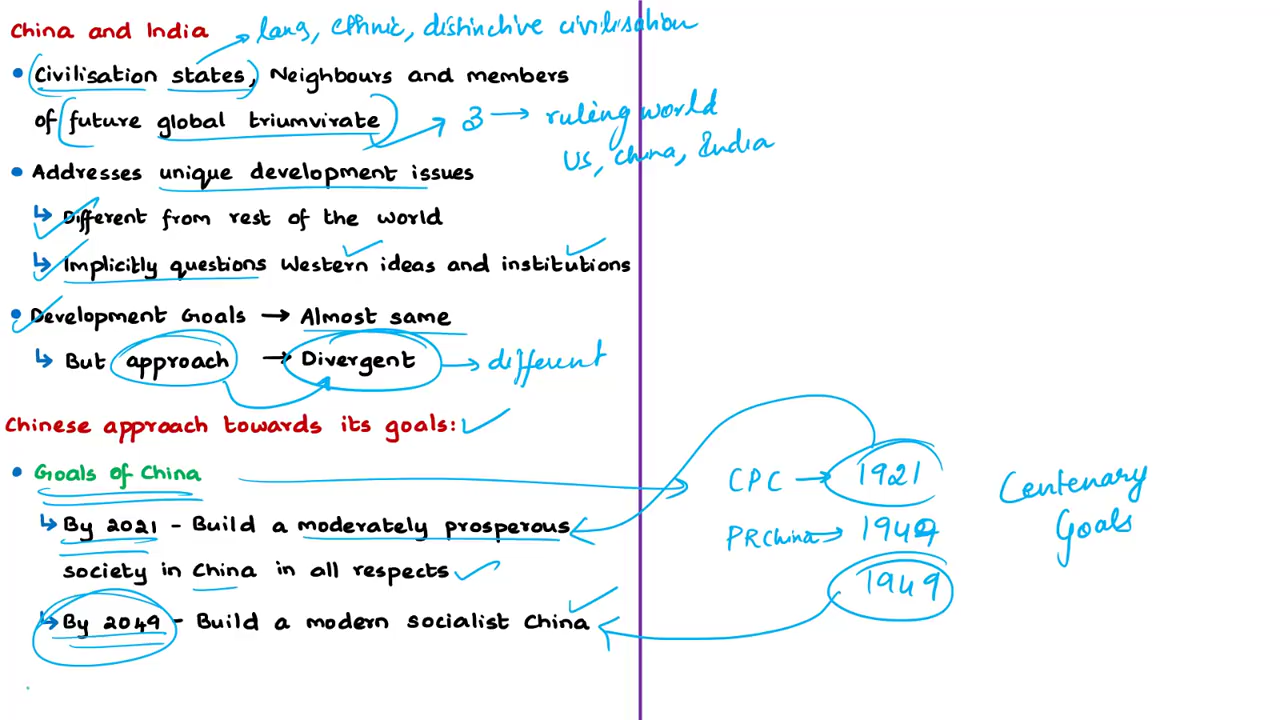 China and India → lang, Ethnic, distinctive civilisation
• (Civilisation states), Neighbours and members
of [future global triumvirate] → 3 → ruling world
US, China, India
• Addresses unique development issues
↳ Different from rest of the world
↳ Implicitly questions Western ideas and institutions
• Development Goals → Almost same
↳ But approach → Divergent → different
Chinese approach towards its goals:
• Goals of China
CPC → 1921
Centenary
Goals
↳ By 2021 - Build a moderately prosperous
PR China → 1949
society in China in all respects
1949
↳ By 2049 - Build a modern socialist China